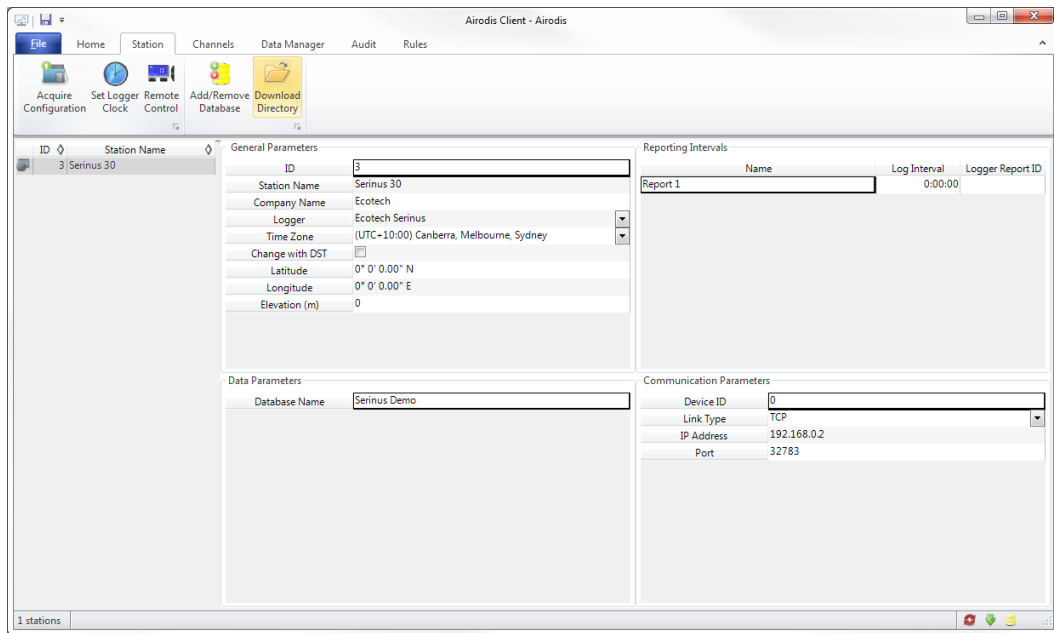 Airodis Client - Airodis
File Home Station Channels Data Manager Audit Rules
Acquire Configuration
Set Logger Clock
Remote Control
Add/Remove Database
Download Directory
ID Station Name
3 Serinus 30
General Parameters
ID 3
Station Name Serinus 30
Company Name Ecotech
Logger Ecotech Serinus
Time Zone (UTC+10:00) Canberra, Melbourne, Sydney
Change with DST
Latitude 0° 0' 0.00" N
Longitude 0° 0' 0.00" E
Elevation (m) 0
Reporting Intervals
Name Log Interval Logger Report ID
Report 1 0:00:00
Data Parameters
Database Name Serinus Demo
Communication Parameters
Device ID 0
Link Type TCP
IP Address 192.168.0.2
Port 32783
1 stations